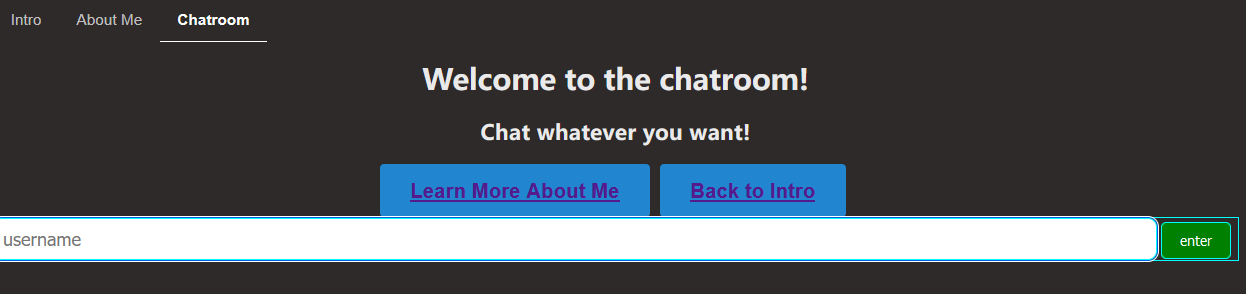 Intro About Me Chatroom
Welcome to the chatroom!
Chat whatever you want!
Learn More About Me Back to Intro
username enter